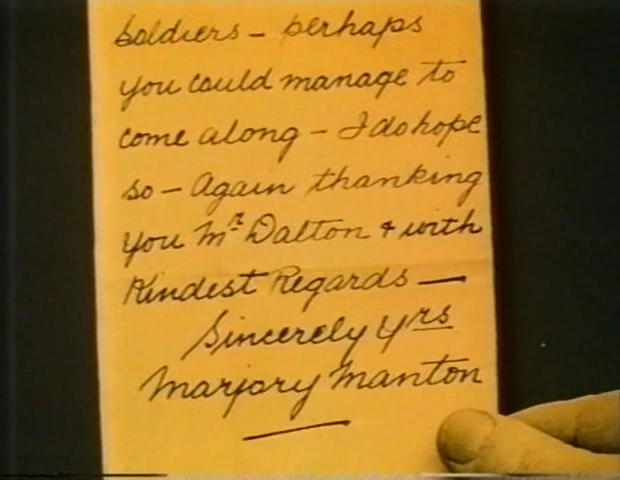 soldiers – perhaps
you could manage to
come along – I do hope
so – Again thanking
you Mr Dalton & with
Kindest Regards —
Sincerely Yrs
Marjory Manton